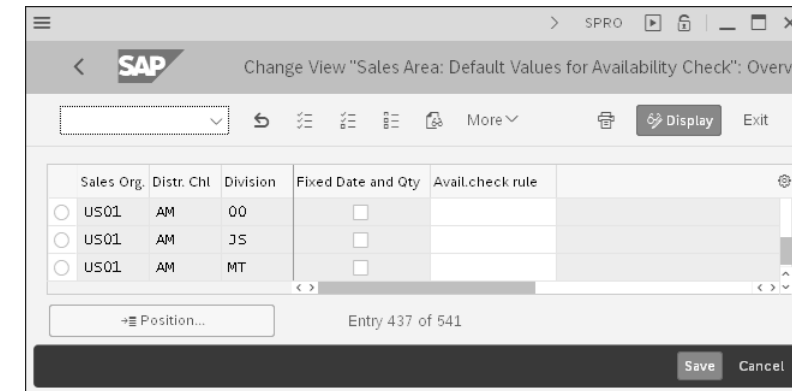 SPRO
SAP
Change View "Sales Area: Default Values for Availability Check": Overv
More
Display
Exit
Sales Org. Distr. Chl Division Fixed Date and Qty Avail.check rule
US01 AM 00
US01 AM JS
US01 AM MT
Position...
Entry 437 of 541
Save Cancel